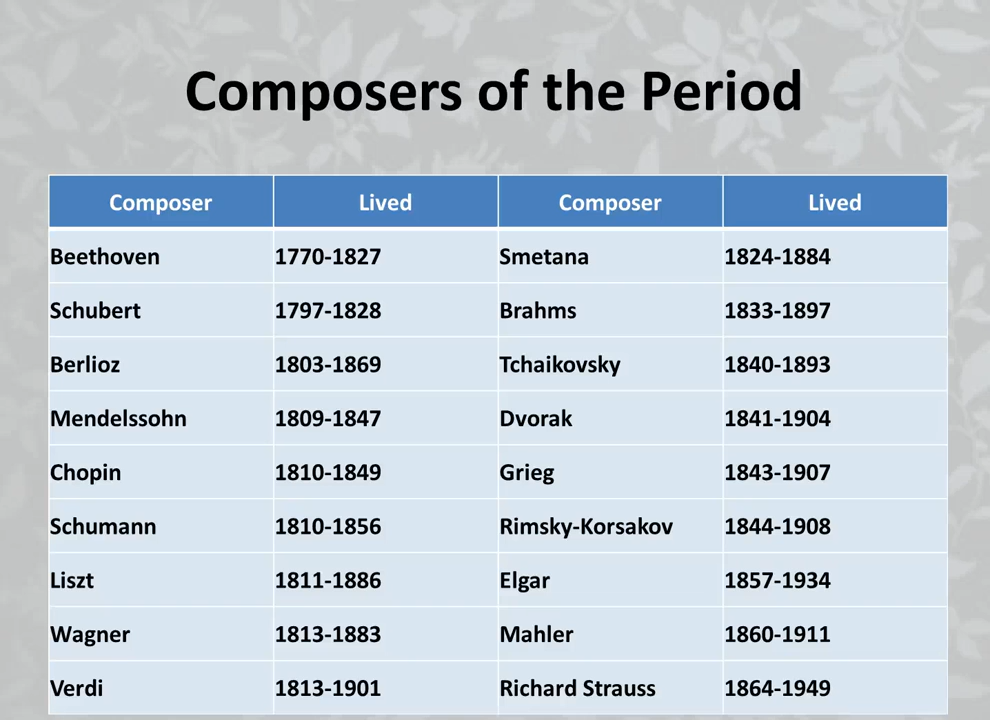 Composers of the Period
Composer Lived Composer Lived
Beethoven 1770-1827 Smetana 1824-1884
Schubert 1797-1828 Brahms 1833-1897
Berlioz 1803-1869 Tchaikovsky 1840-1893
Mendelssohn 1809-1847 Dvorak 1841-1904
Chopin 1810-1849 Grieg 1843-1907
Schumann 1810-1856 Rimsky-Korsakov 1844-1908
Liszt 1811-1886 Elgar 1857-1934
Wagner 1813-1883 Mahler 1860-1911
Verdi 1813-1901 Richard Strauss 1864-1949